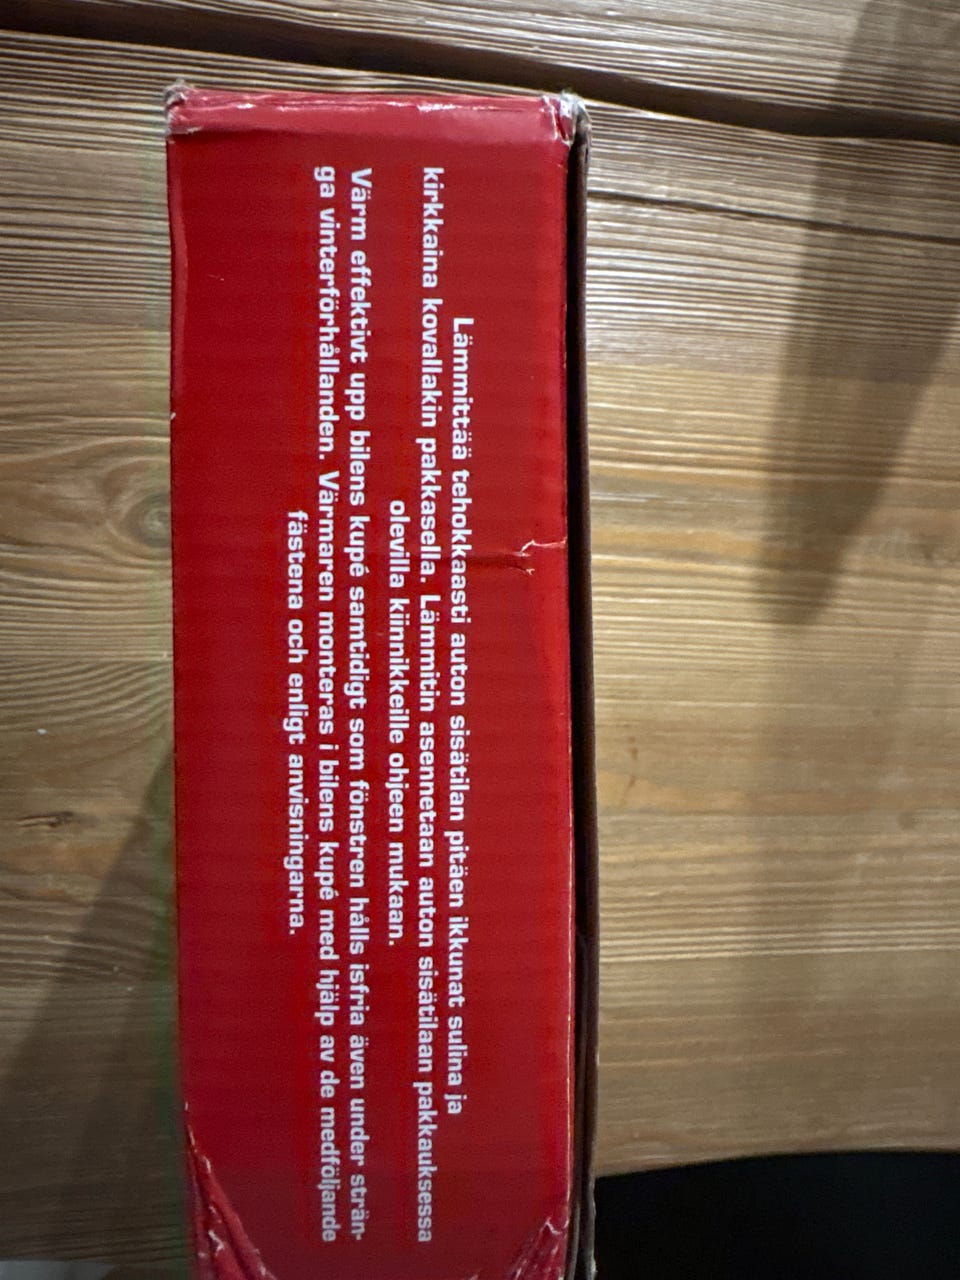 Lämmittää tehokkaasti auton sisätilan pitäen ikkunat sulina ja
kirkkaina kovallakin pakkasella. Lämmitin asennetaan auton sisätilaan pakkauksessa
olevilla kiinnikkeille ohjeen mukaan.
Värm effektivt upp bilens kupé samtidigt som fönstren hålls isfria även under strän-
ga vinterförhållanden. Värmaren monteras i bilens kupé med hjälp av de medföljande
fästena och enligt anvisningarna.